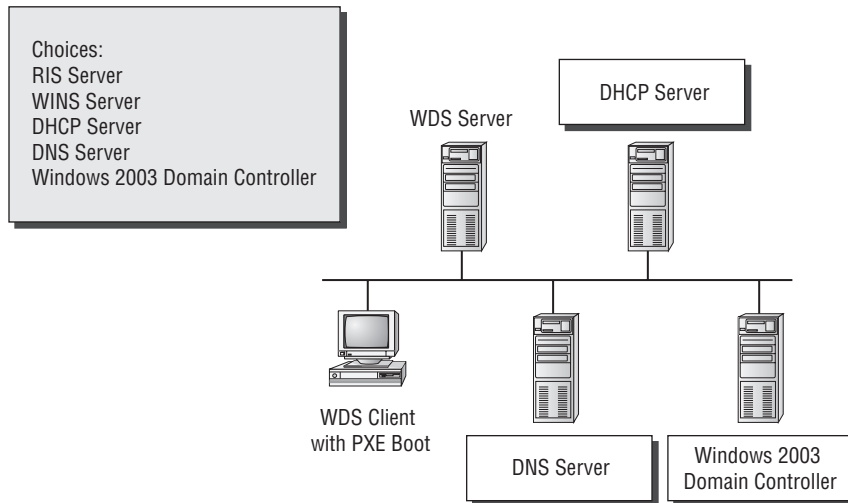 Choices:
RIS Server
WINS Server
DHCP Server
DNS Server
Windows 2003 Domain Controller
WDS Server
DHCP Server
WDS Client
with PXE Boot
DNS Server
Windows 2003
Domain Controller